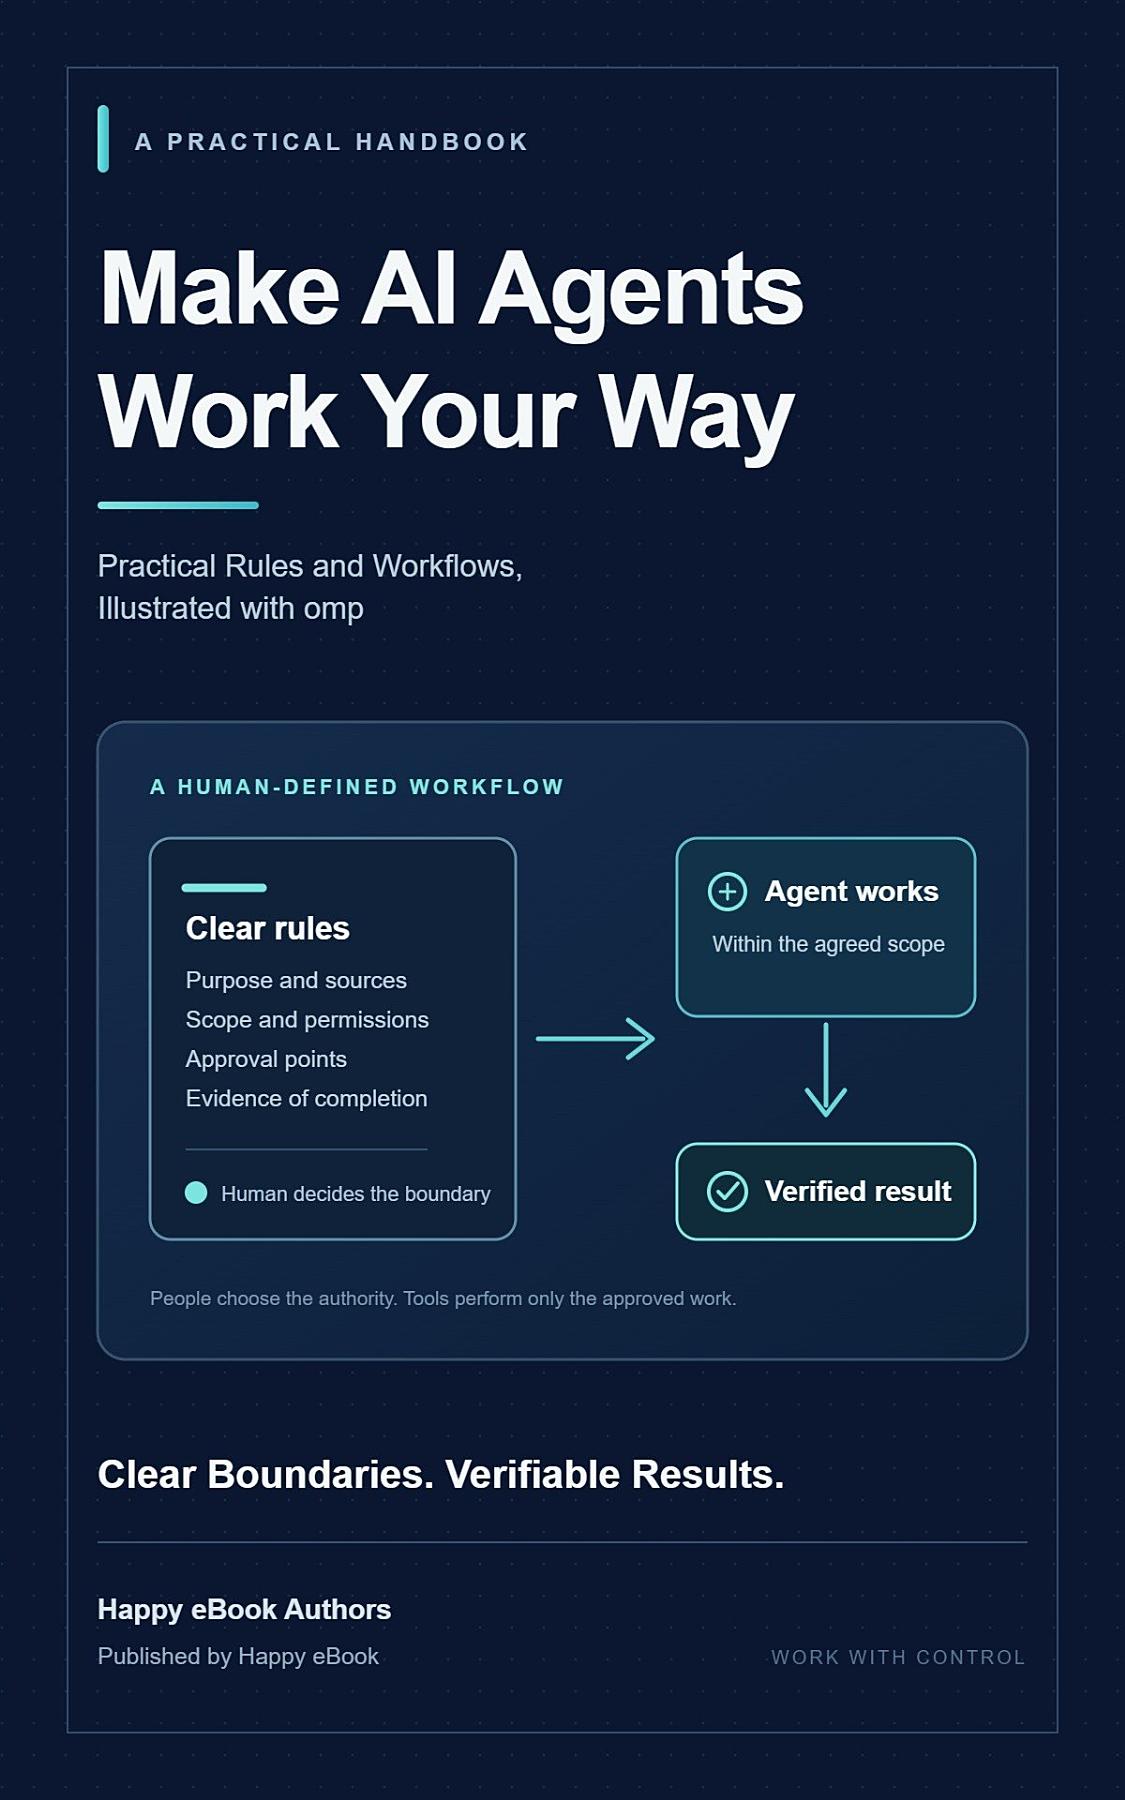 A PRACTICAL HANDBOOK
Make AI Agents
Work Your Way
Practical Rules and Workflows,
Illustrated with omp
A HUMAN-DEFINED WORKFLOW
Clear rules
Purpose and sources
Scope and permissions
Approval points
Evidence of completion
Human decides the boundary
Agent works
Within the agreed scope
Verified result
People choose the authority. Tools perform only the approved work.
Clear Boundaries. Verifiable Results.
Happy eBook Authors
Published by Happy eBook
WORK WITH CONTROL